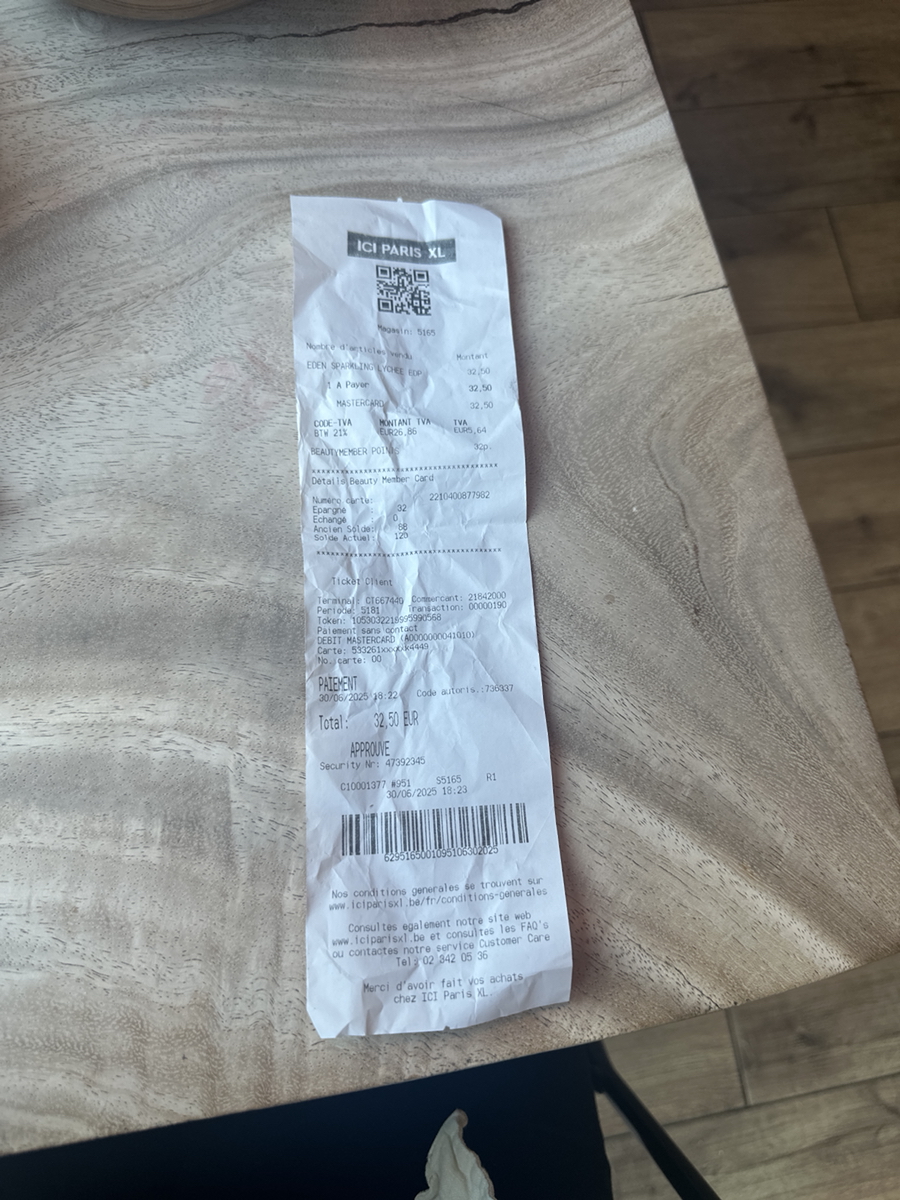 ICI PARIS XL
Magasin: 5165
Nombre d'articles vendu Montant
EDEN SPARKLING LYCHEE EDP 32,50
1 A Payer 32,50
MASTERCARD 32,50
CODE-TVA MONTANT TVA TVA
BTW 21% EUR26,86 EUR5,64
BEAUTYMEMBER POINTS 32p.
Détails Beauty Member Card
Numéro carte: 2210400877982
Epargne : 32
Echangé 0
Ancien Solde: 88
Solde Actuel: 120
Ticket Client
Terminal: CT667440 Commercant: 21842000
Periode: 5181 Transaction: 00000190
Token:
Paiement sans contact
DEBIT MASTERCARD (A0000000041010)
Carte:
No. carte: 00
PAIEMENT
30/06/2025 18:22 Code autoris.:736337
Total: 32,50 EUR
APPROUVE
Security Nr: 47392345
C10001377 #951 S5165 R1
30/06/2025 18:23
6295165001095106302025
Nos conditions generales se trouvent sur
www.iciparisxl.be/fr/conditions-generales
Consultes egalement notre site web
www.iciparisxl.be et consultes les FAQ's
ou contactes notre service Customer Care
Tel: 02 342 05 36
Merci d'avoir fait vos achats
chez ICI Paris XL.